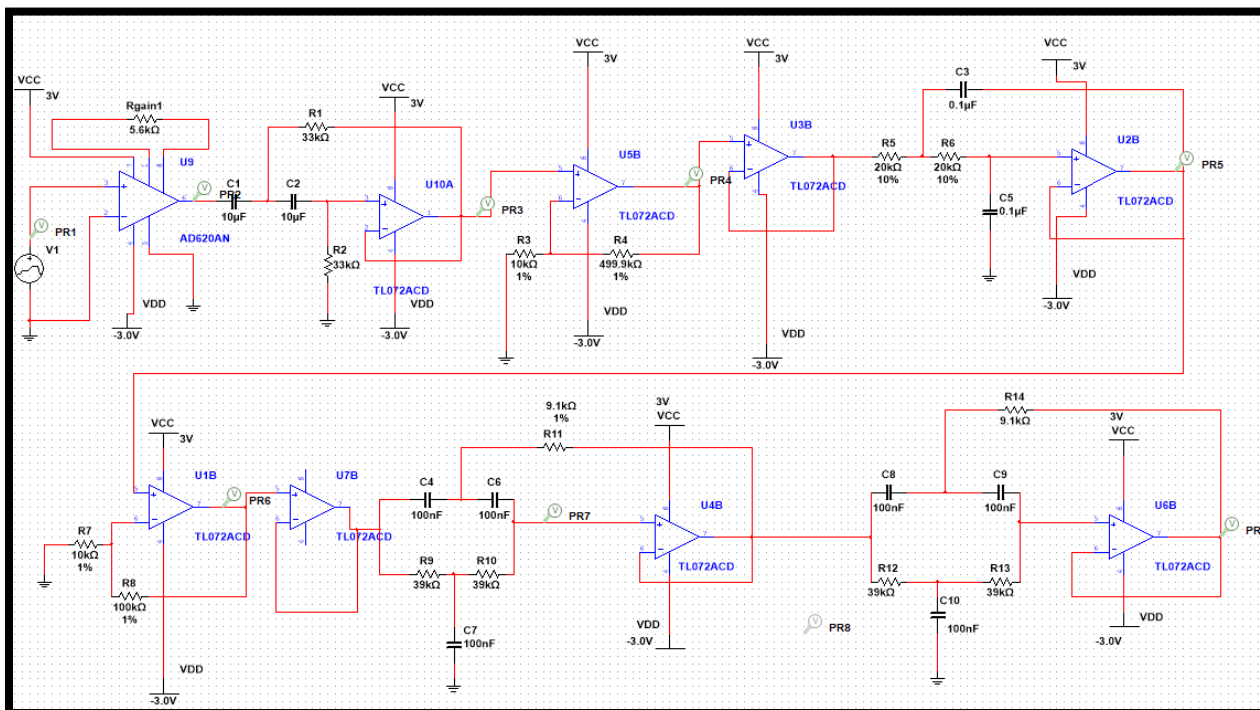 VCC
3V
Rgain1
5.6kΩ
U9
PR2
PR1
V1
AD620AN
VDD
-3.0V
C1
10µF
C2
10µF
R1
33kΩ
R2
33kΩ
VCC
3V
U10A
PR3
TL072ACD
VDD
-3.0V
VCC
3V
U5B
PR4
TL072ACD
R3
10kΩ
1%
R4
499.9kΩ
1%
VDD
-3.0V
VCC
3V
U3B
TL072ACD
VDD
-3.0V
R5
20kΩ
10%
R6
20kΩ
10%
C3
0.1µF
C5
0.1µF
VCC
3V
U2B
PR5
TL072ACD
VDD
-3.0V
VCC
3V
U1B
PR6
TL072ACD
R7
10kΩ
1%
R8
100kΩ
1%
VDD
-3.0V
U7B
TL072ACD
C4
100nF
C6
100nF
9.1kΩ
1%
R11
PR7
R9
39kΩ
R10
39kΩ
C7
100nF
3V
VCC
U4B
TL072ACD
VDD
-3.0V
PR8
C8
100nF
C9
100nF
R14
9.1kΩ
R12
39kΩ
R13
39kΩ
C10
100nF
3V
VCC
U6B
PR
TL072ACD
VDD
-3.0V